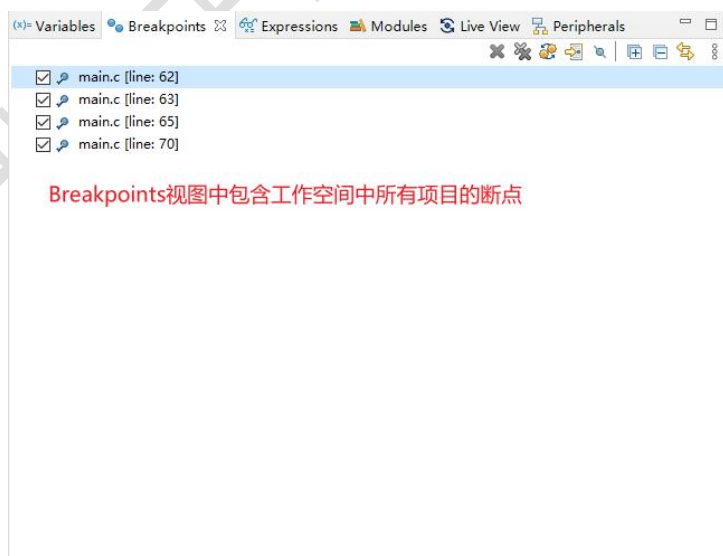 (x)= Variables Breakpoints Expressions Modules Live View Peripherals
main.c [line: 62]
main.c [line: 63]
main.c [line: 65]
main.c [line: 70]
Breakpoints视图中包含工作空间中所有项目的断点